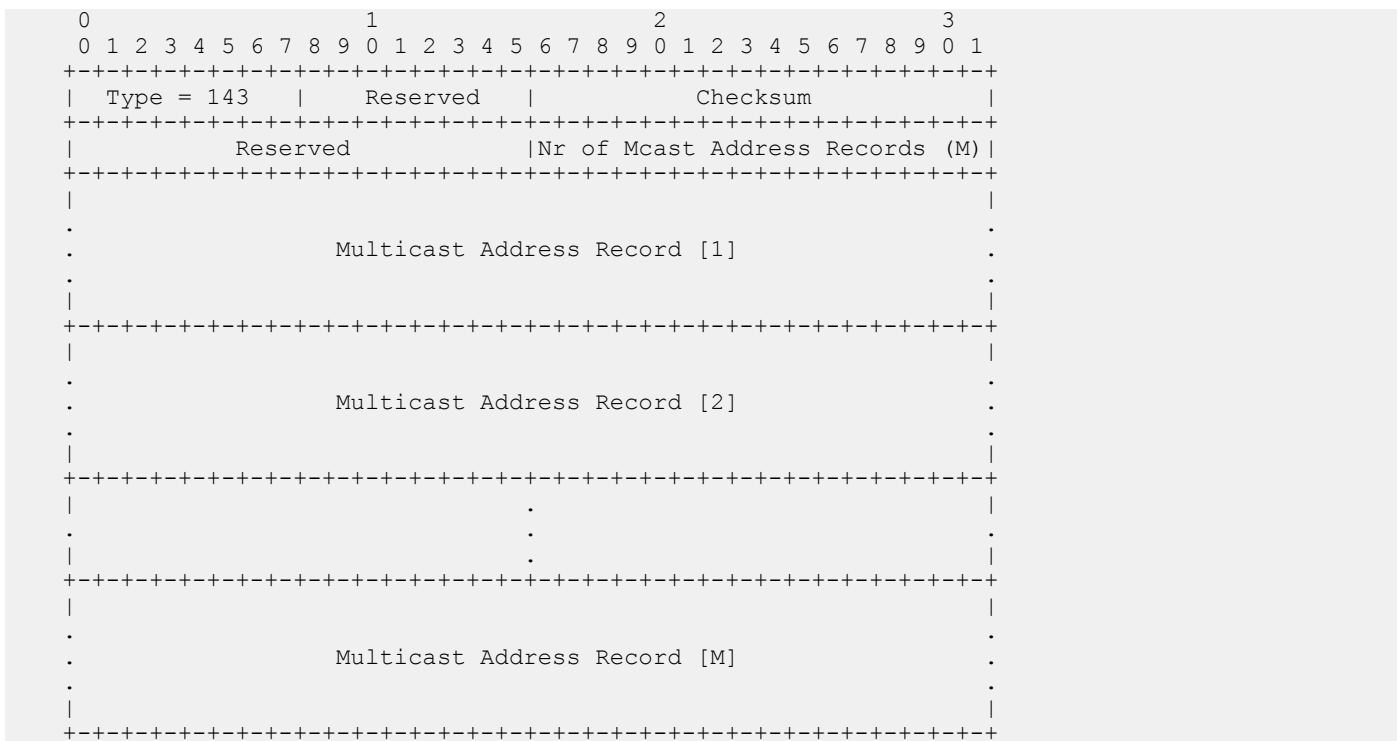 0                   1                   2                   3
 0 1 2 3 4 5 6 7 8 9 0 1 2 3 4 5 6 7 8 9 0 1 2 3 4 5 6 7 8 9 0 1
+-+-+-+-+-+-+-+-+-+-+-+-+-+-+-+-+-+-+-+-+-+-+-+-+-+-+-+-+-+-+-+-+
|  Type = 143   |    Reserved   |           Checksum            |
+-+-+-+-+-+-+-+-+-+-+-+-+-+-+-+-+-+-+-+-+-+-+-+-+-+-+-+-+-+-+-+-+
|           Reserved            |Nr of Mcast Address Records (M)|
+-+-+-+-+-+-+-+-+-+-+-+-+-+-+-+-+-+-+-+-+-+-+-+-+-+-+-+-+-+-+-+-+
|                                                               |
.                                                               .
.                  Multicast Address Record [1]                 .
.                                                               .
|                                                               |
+-+-+-+-+-+-+-+-+-+-+-+-+-+-+-+-+-+-+-+-+-+-+-+-+-+-+-+-+-+-+-+-+
|                                                               |
.                                                               .
.                  Multicast Address Record [2]                 .
.                                                               .
|                                                               |
+-+-+-+-+-+-+-+-+-+-+-+-+-+-+-+-+-+-+-+-+-+-+-+-+-+-+-+-+-+-+-+-+
|                               .                               |
.                               .                               .
|                               .                               |
+-+-+-+-+-+-+-+-+-+-+-+-+-+-+-+-+-+-+-+-+-+-+-+-+-+-+-+-+-+-+-+-+
|                                                               |
.                                                               .
.                  Multicast Address Record [M]                 .
.                                                               .
|                                                               |
+-+-+-+-+-+-+-+-+-+-+-+-+-+-+-+-+-+-+-+-+-+-+-+-+-+-+-+-+-+-+-+-+